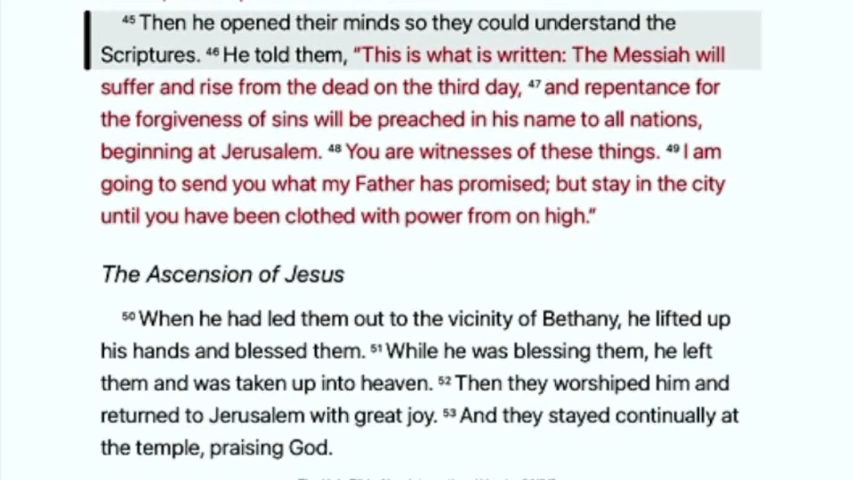 ⁴⁵ Then he opened their minds so they could understand the
Scriptures. ⁴⁶ He told them, “This is what is written: The Messiah will
suffer and rise from the dead on the third day, ⁴⁷ and repentance for
the forgiveness of sins will be preached in his name to all nations,
beginning at Jerusalem. ⁴⁸ You are witnesses of these things. ⁴⁹ I am
going to send you what my Father has promised; but stay in the city
until you have been clothed with power from on high.”
The Ascension of Jesus
⁵⁰ When he had led them out to the vicinity of Bethany, he lifted up
his hands and blessed them. ⁵¹ While he was blessing them, he left
them and was taken up into heaven. ⁵² Then they worshiped him and
returned to Jerusalem with great joy. ⁵³ And they stayed continually at
the temple, praising God.